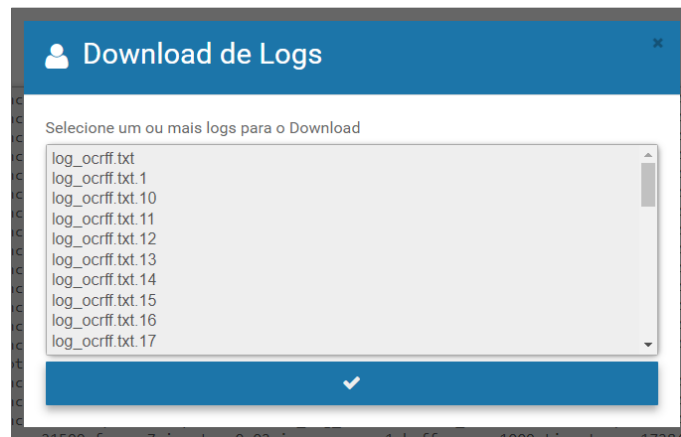 Download de Logs
Selecione um ou mais logs para o Download
log_ocrff.txt
log_ocrff.txt.1
log_ocrff.txt.10
log_ocrff.txt.11
log_ocrff.txt.12
log_ocrff.txt.13
log_ocrff.txt.14
log_ocrff.txt.15
log_ocrff.txt.16
log_ocrff.txt.17